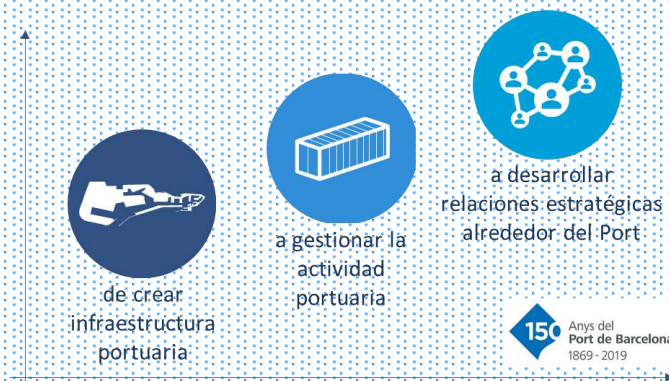 de crear
infraestructura
portuaria
a gestionar la
actividad
portuaria
a desarrollar
relaciones estratégicas
alrededor del Port
150
Anys del
Port de Barcelona
1869 - 2019